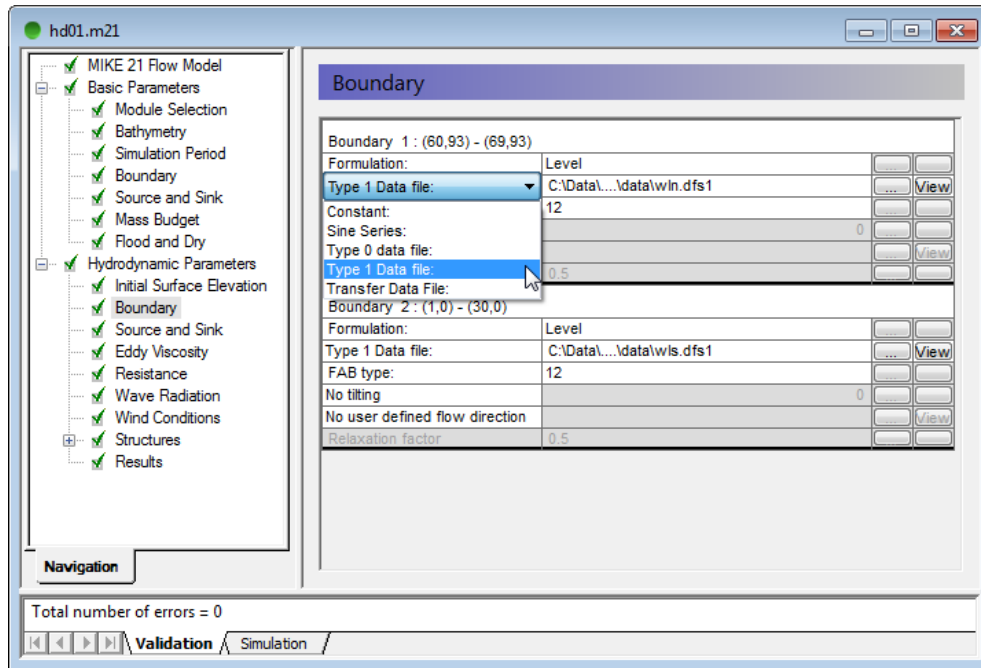 hd01.m21
MIKE 21 Flow Model
Basic Parameters
Module Selection
Bathymetry
Simulation Period
Boundary
Source and Sink
Mass Budget
Flood and Dry
Hydrodynamic Parameters
Initial Surface Elevation
Boundary
Source and Sink
Eddy Viscosity
Resistance
Wave Radiation
Wind Conditions
Structures
Results
Navigation
Boundary
Boundary 1 : (60,93) - (69,93)
Formulation: Level
Type 1 Data file: C:\Data\....\data\wln.dfs1 ... View
Constant: 12
Sine Series: 0 ...
Type 0 data file: ... View
Type 1 Data file: 0.5
Transfer Data File:
Boundary 2 : (1,0) - (30,0)
Formulation: Level
Type 1 Data file: C:\Data\....\data\wls.dfs1 ... View
FAB type: 12
No tilting 0 ...
No user defined flow direction ... View
Relaxation factor 0.5
Total number of errors = 0
Validation Simulation